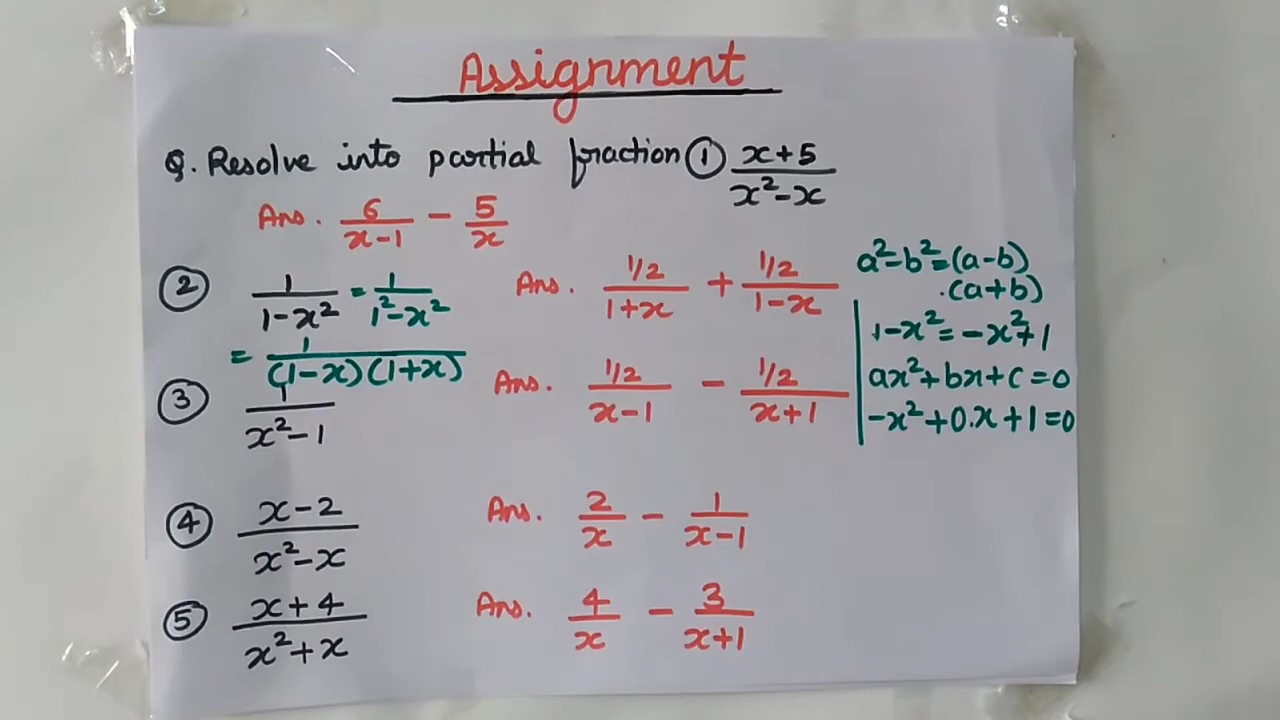 Assignment
Q. Resolve into partial fraction ① (x+5)/(x²-x)
Ans. 6/(x-1) - 5/x
② 1/(1-x²) = 1/(1²-x²)
= 1/((1-x)(1+x))
Ans. (1/2)/(1+x) + (1/2)/(1-x)
a²-b²=(a-b)
.(a+b)
1-x²=-x²+1
ax²+bx+c=0
-x²+0.x+1=0
③ 1/(x²-1)
Ans. (1/2)/(x-1) - (1/2)/(x+1)
④ (x-2)/(x²-x)
Ans. 2/x - 1/(x-1)
⑤ (x+4)/(x²+x)
Ans. 4/x - 3/(x+1)